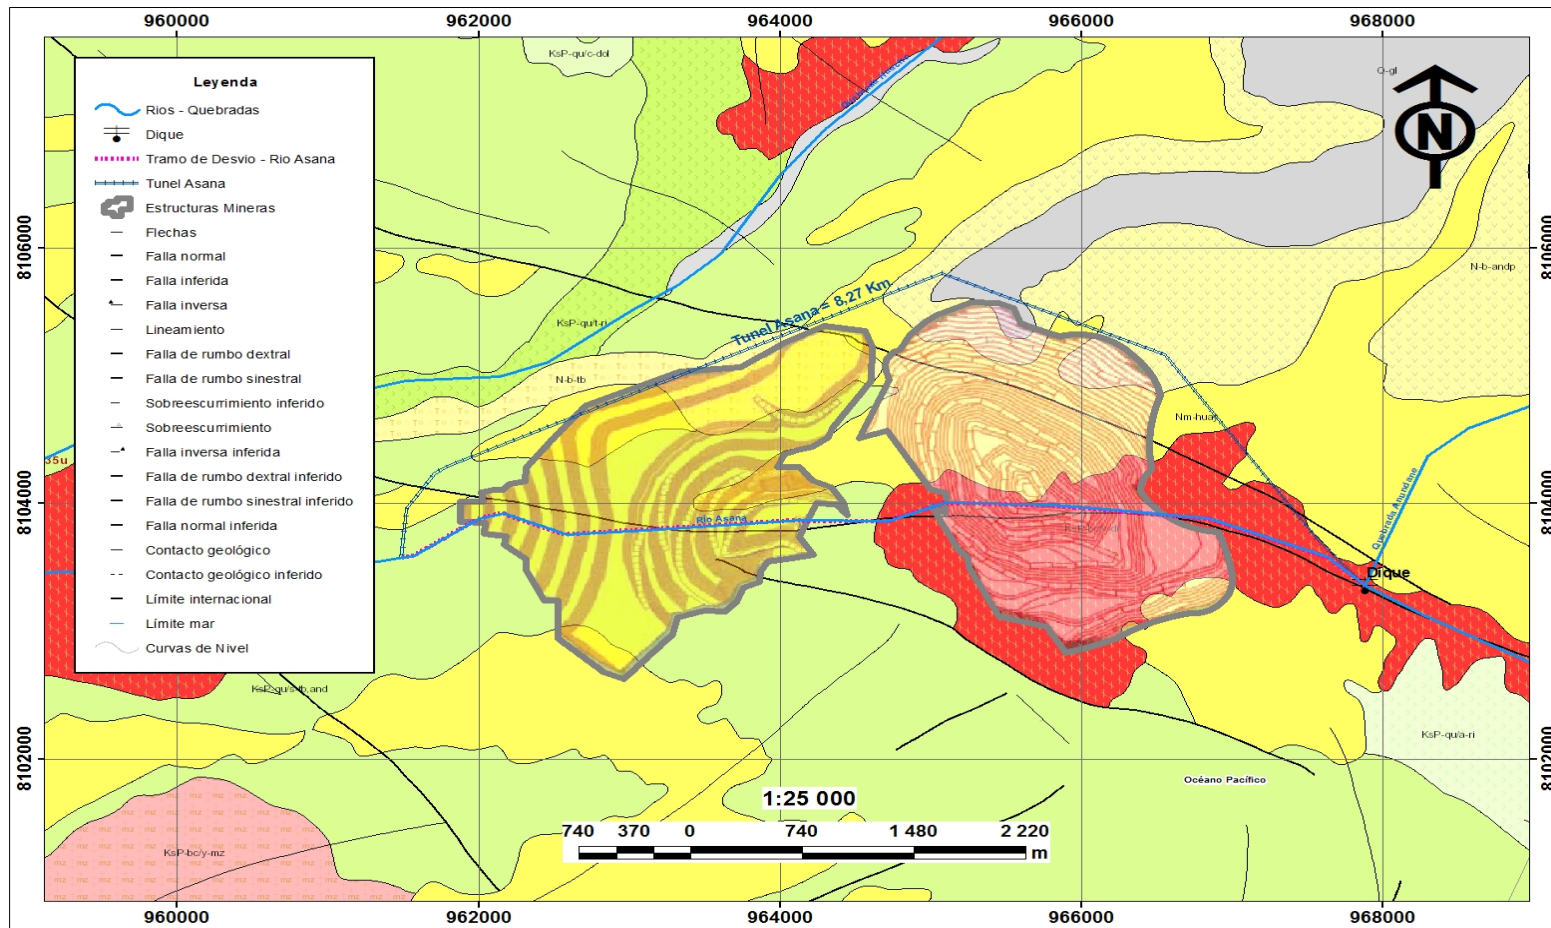 960000
962000
964000
966000
968000
KsP-qu/c-dol
Q-gl
Leyenda
Rios - Quebradas
Dique
Tramo de Desvio - Rio Asana
Tunel Asana
Estructuras Mineras
Flechas
Falla normal
Falla inferida
Falla inversa
Lineamiento
Falla de rumbo dextral
Falla de rumbo sinestral
Sobreescurrimiento inferido
Sobreescurrimiento
Falla inversa inferida
Falla de rumbo dextral inferido
Falla de rumbo sinestral inferido
Falla normal inferida
Contacto geológico
Contacto geológico inferido
Límite internacional
Límite mar
Curvas de Nivel
N
8106000
8106000
N-b-andp
Tunel Asana = 8,27 Km
KsP-qu/t-ri
N-b-tb
Nm-huay
35u
8104000
8104000
Rio Asana
Quebrada Anundane
Dique
KsP-qu/s-tb,and
KsP-qu/a-ri
8102000
8102000
Océano Pacífico
1:25 000
740 370 0 740 1 480 2 220
m
KsP-bc/y-mz
960000
962000
964000
966000
968000